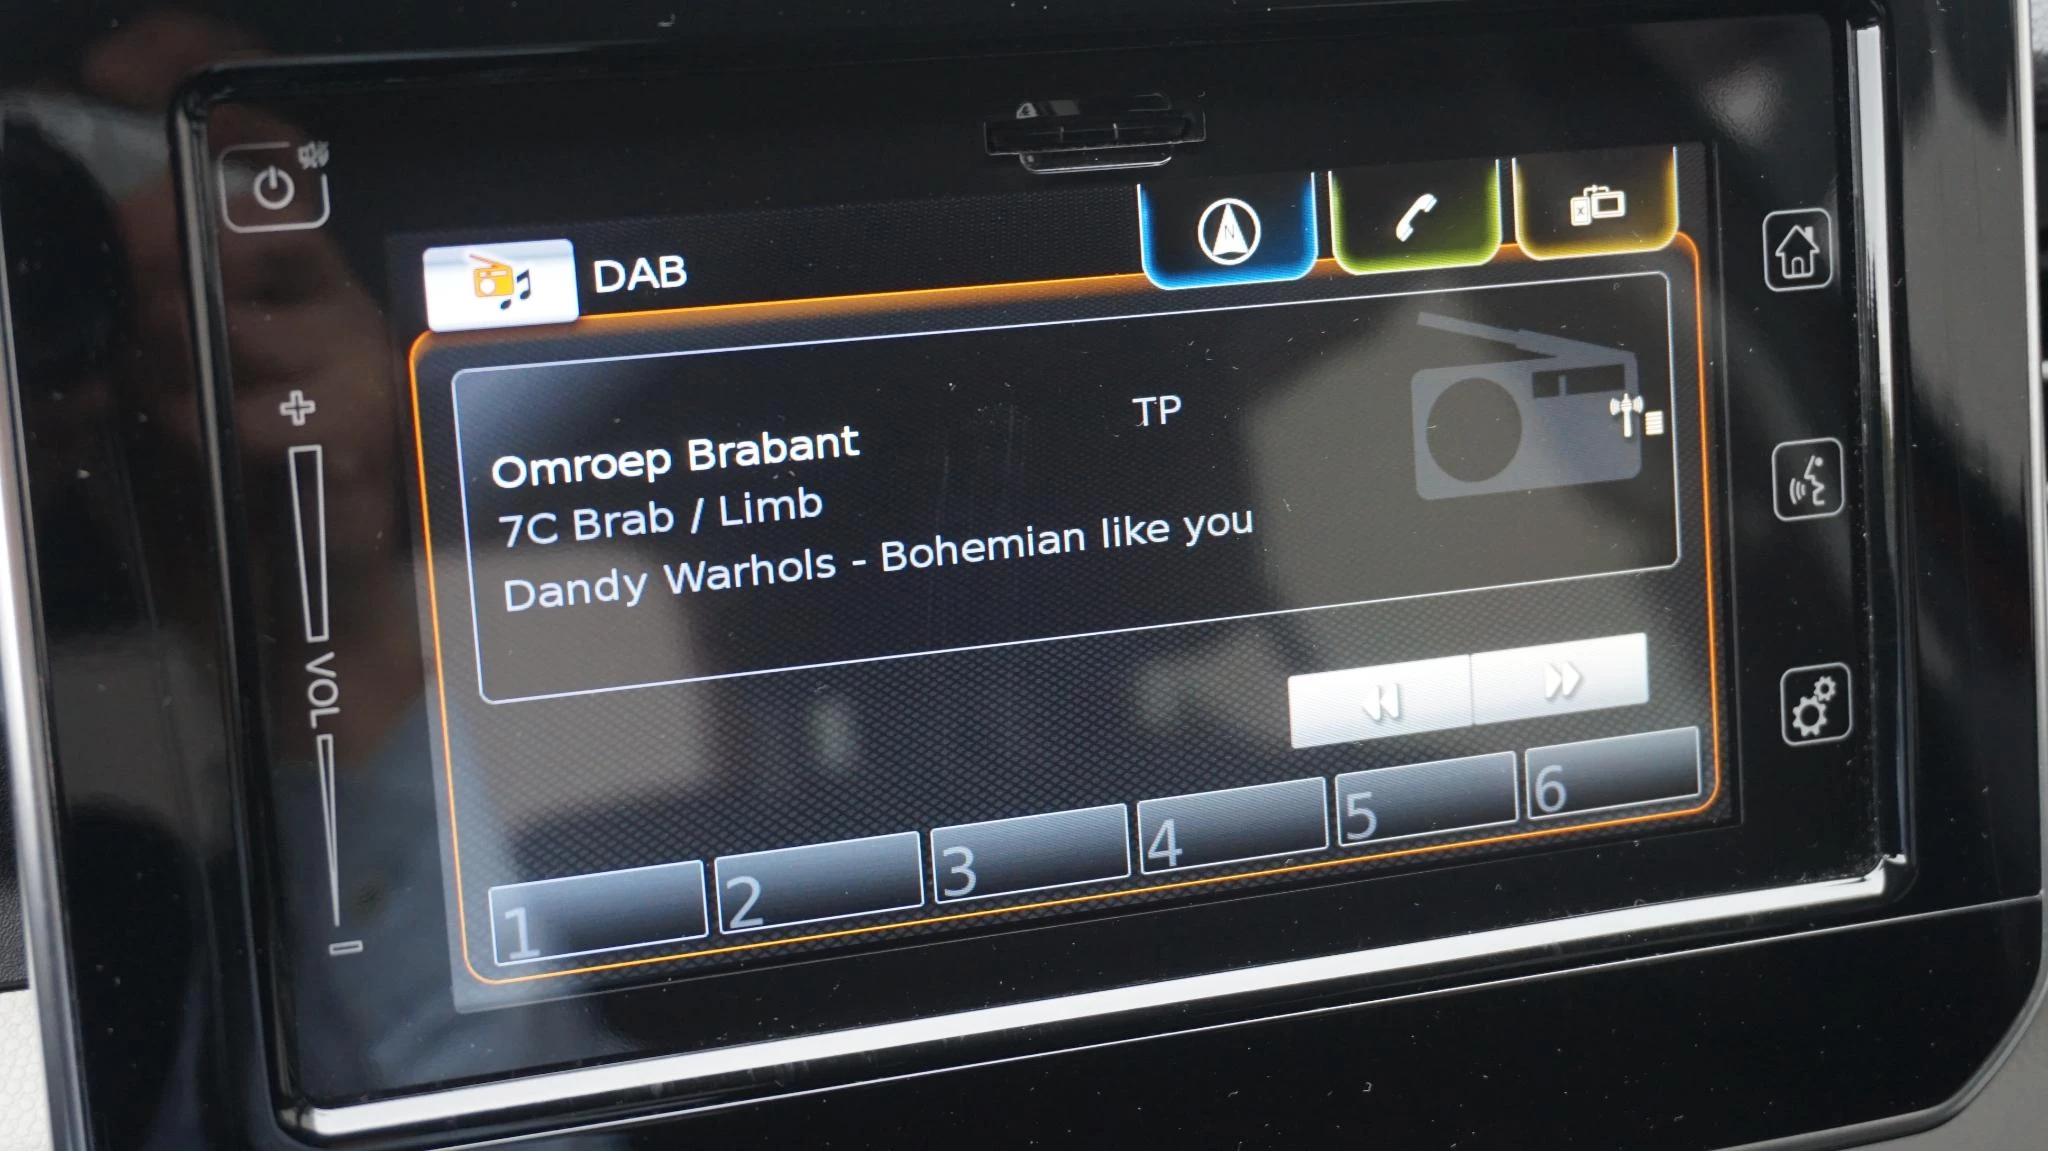 DAB
N
TP
Omroep Brabant
7C Brab / Limb
Dandy Warhols - Bohemian like you
VOL
1 2 3 4 5 6